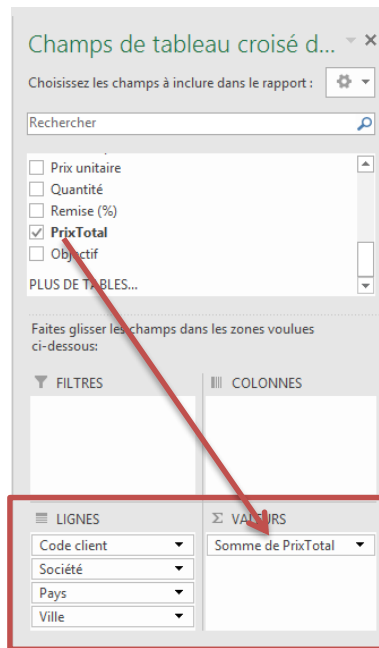 Champs de tableau croisé d...
Choisissez les champs à inclure dans le rapport :
Rechercher
Prix unitaire
Quantité
Remise (%)
PrixTotal
Objectif
PLUS DE TABLES...
Faites glisser les champs dans les zones voulues
ci-dessous:
FILTRES
COLONNES
LIGNES
Σ VALEURS
Code client
Somme de PrixTotal
Société
Pays
Ville